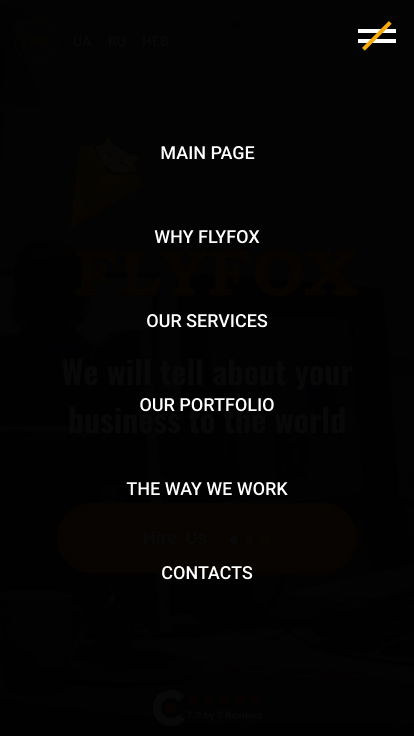 UA RU HEB
MAIN PAGE
WHY FLYFOX
FLYFOX
OUR SERVICES
We will tell about your
OUR PORTFOLIO
business to the world
THE WAY WE WORK
Hire Us
CONTACTS